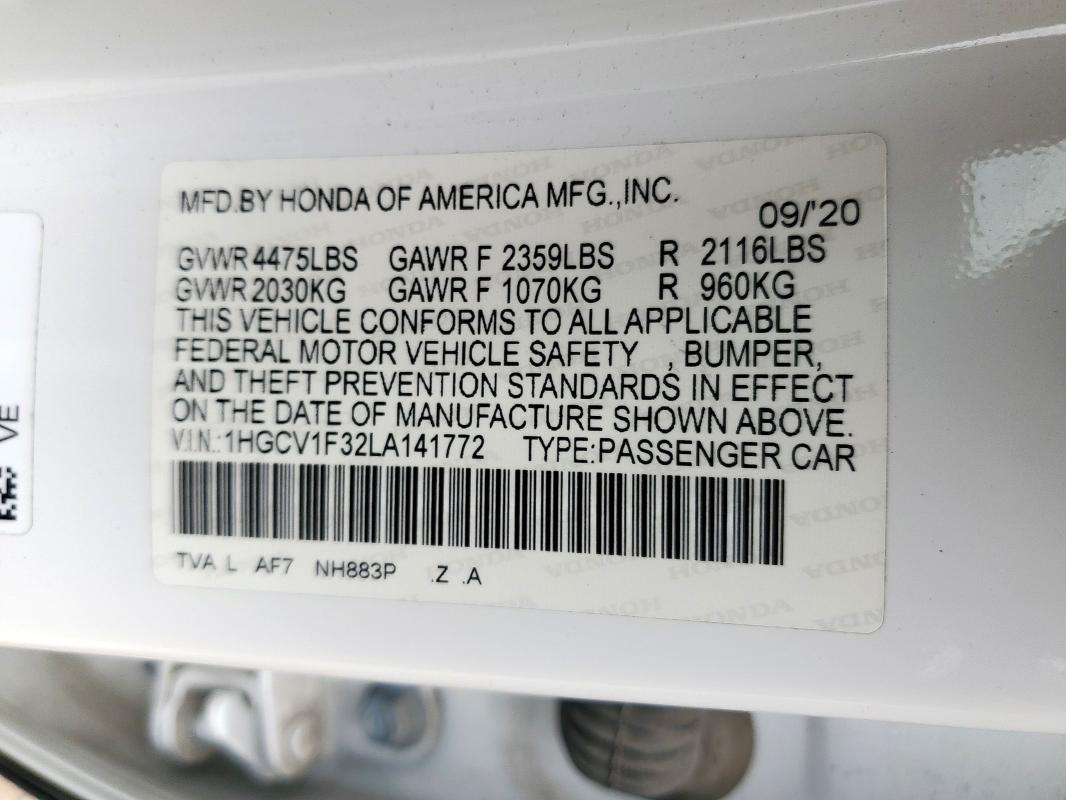 MFD.BY HONDA OF AMERICA MFG.,INC.
09/'20
GVWR 4475LBS GAWR F 2359LBS R 2116LBS
GVWR 2030KG GAWR F 1070KG R 960KG
THIS VEHICLE CONFORMS TO ALL APPLICABLE
FEDERAL MOTOR VEHICLE SAFETY , BUMPER,
AND THEFT PREVENTION STANDARDS IN EFFECT
ON THE DATE OF MANUFACTURE SHOWN ABOVE.
V.I.N.:1HGCV1F32LA141772 TYPE:PASSENGER CAR
TVA L AF7 NH883P .Z .A
VE